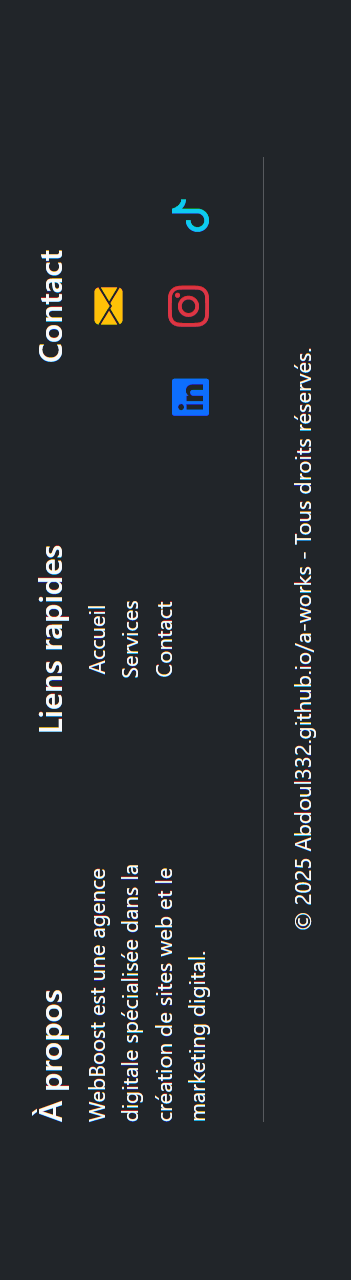 À propos
WebBoost est une agence
digitale spécialisée dans la
création de sites web et le
marketing digital.
Liens rapides
Accueil
Services
Contact
Contact
in
© 2025 Abdoul332.github.io/a-works - Tous droits réservés.